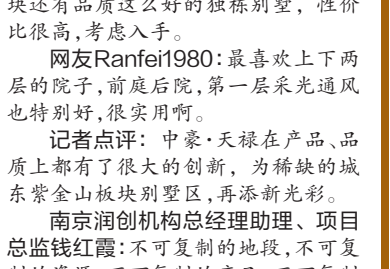 块还有品质这么好的独栋别墅，性价
比很高,考虑入手。
网友Ranfei1980：最喜欢上下两
层的院子,前庭后院,第一层采光通风
也特别好,很实用啊。
记者点评：中豪·天禄在产品、品
质上都有了很大的创新，为稀缺的城
东紫金山板块别墅区,再添新光彩。
南京润创机构总经理助理、项目
总监钱红霞:不可复制的地段,不可复